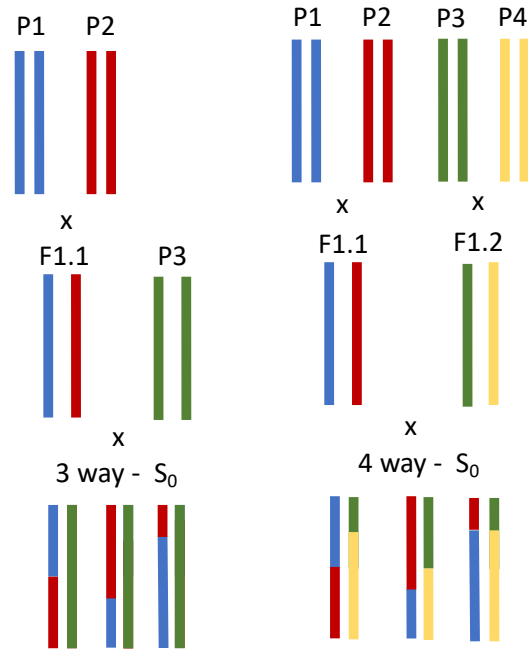 P1 P2
x
F1.1 P3
x
3 way - S₀
P1 P2 P3 P4
x x
F1.1 F1.2
x
4 way - S₀